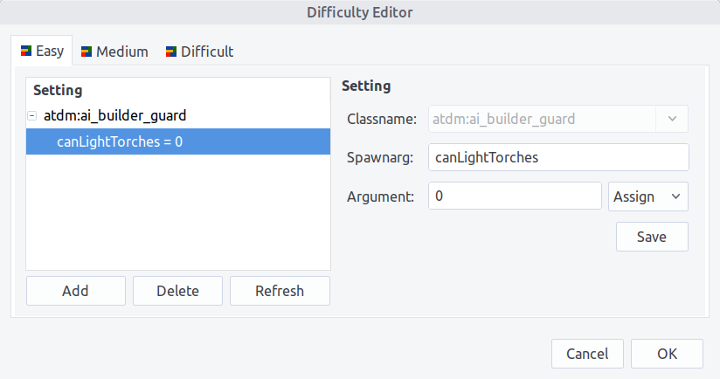 Difficulty Editor
Easy Medium Difficult
Setting
atdm:ai_builder_guard
canLightTorches = 0
Add Delete Refresh
Setting
Classname: atdm:ai_builder_guard
Spawnarg: canLightTorches
Argument: 0 Assign
Save
Cancel OK